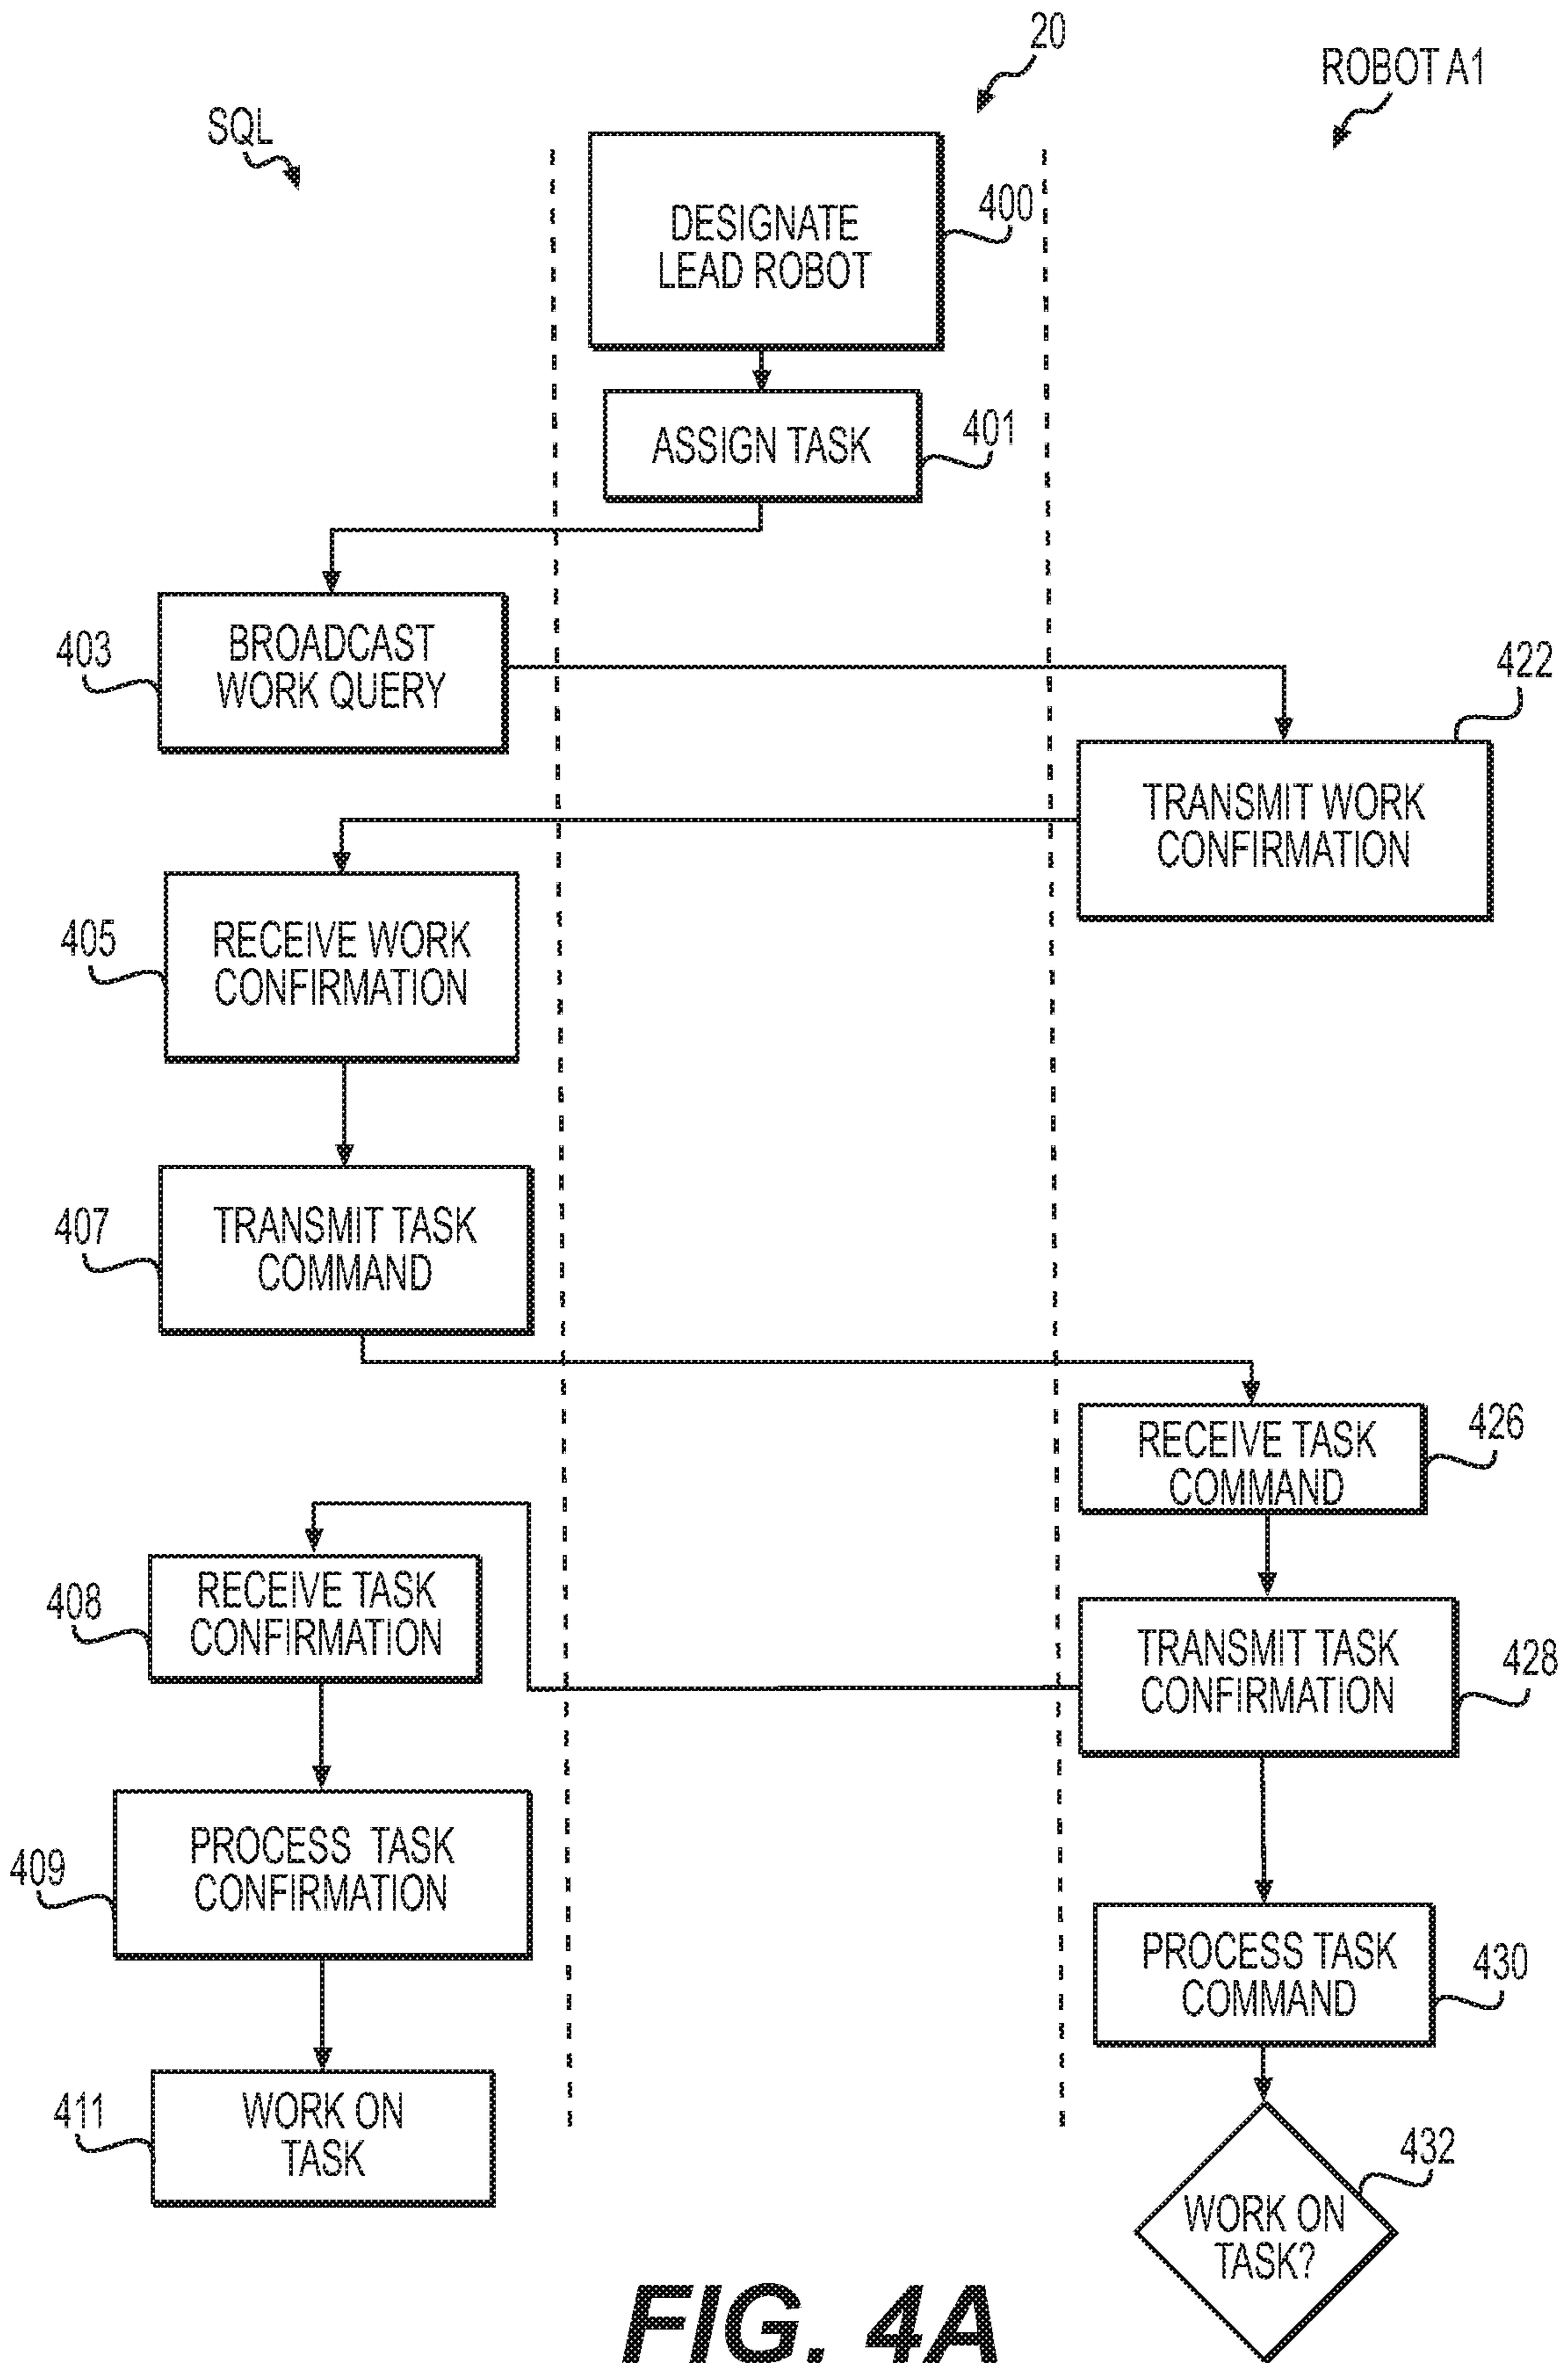 20
ROBOT A1
SQL
DESIGNATE
LEAD ROBOT
400
ASSIGN TASK
401
BROADCAST
WORK QUERY
403
422
TRANSMIT WORK
CONFIRMATION
RECEIVE WORK
CONFIRMATION
405
TRANSMIT TASK
COMMAND
407
RECEIVE TASK
COMMAND
426
RECEIVE TASK
CONFIRMATION
408
TRANSMIT TASK
CONFIRMATION
428
PROCESS TASK
CONFIRMATION
409
PROCESS TASK
COMMAND
430
WORK ON
TASK
411
432
WORK ON
TASK?
FIG. 4A